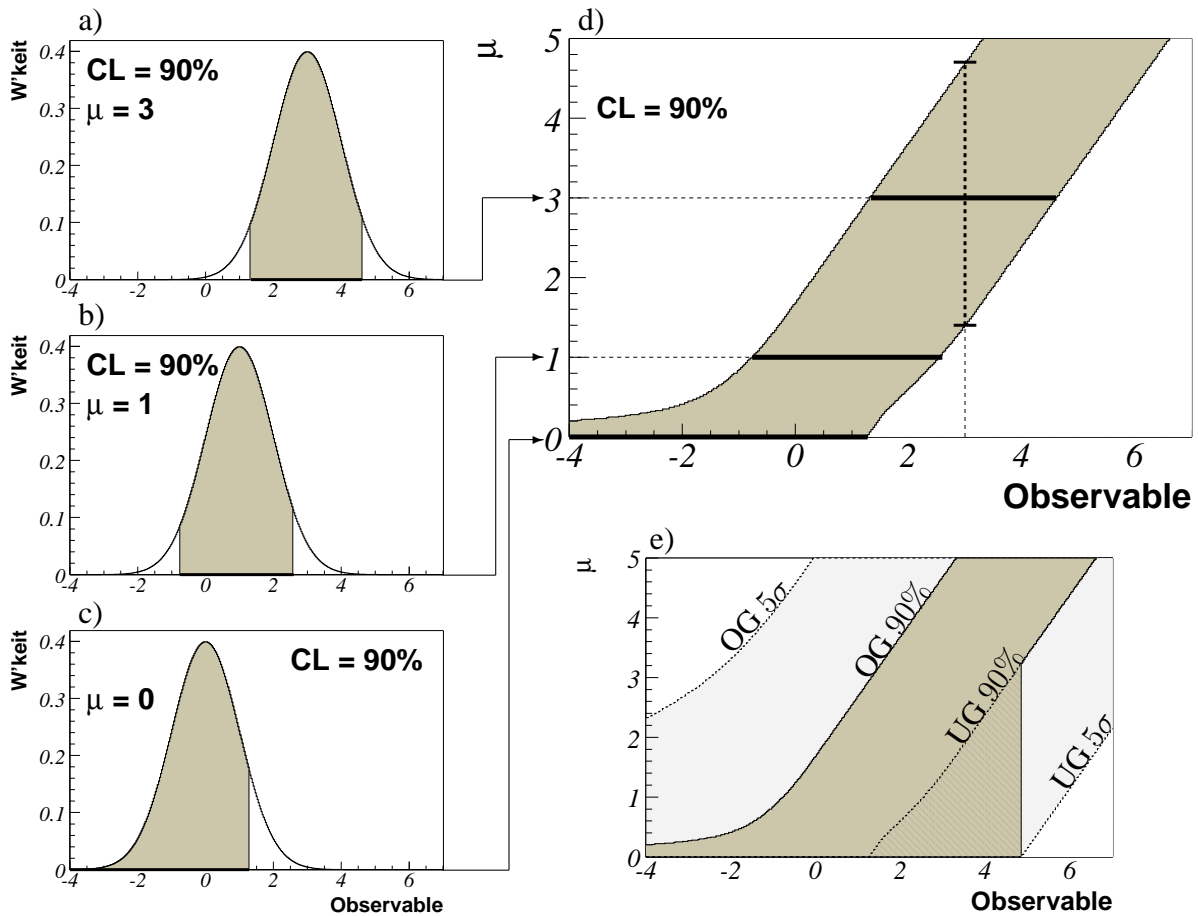 a)
W'keit
0.4
0.3
0.2
0.1
0
CL = 90%
μ = 3
-4 -2 0 2 4 6
b)
W'keit
0.4
0.3
0.2
0.1
0
CL = 90%
μ = 1
-4 -2 0 2 4 6
c)
W'keit
0.4
0.3
0.2
0.1
0
CL = 90%
μ = 0
-4 -2 0 2 4 6
Observable
d)
μ
5
4
3
2
1
0
CL = 90%
-4 -2 0 2 4 6
Observable
e)
μ
5
4
3
2
1
0
OG 5σ
OG 90%
UG 90%
UG 5σ
-4 -2 0 2 4 6
Observable